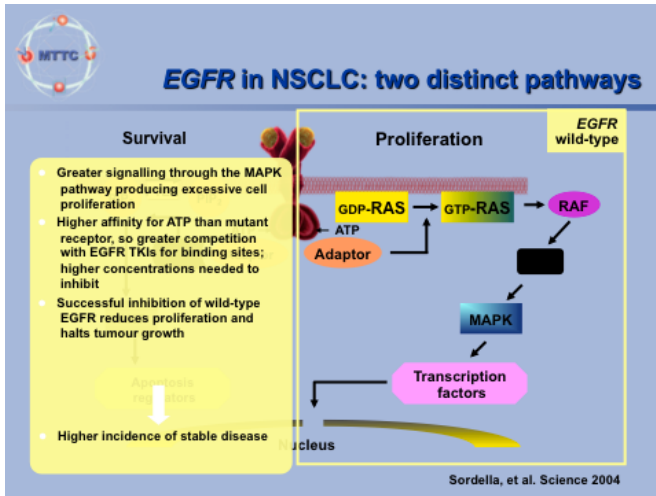 MTTC
EGFR in NSCLC: two distinct pathways
Survival
Proliferation
EGFR
wild-type
Greater signalling through the MAPK
pathway producing excessive cell
proliferation
Higher affinity for ATP than mutant
receptor, so greater competition
with EGFR TKIs for binding sites;
higher concentrations needed to
inhibit
Successful inhibition of wild-type
EGFR reduces proliferation and
halts tumour growth
Apoptosis
regulators
Higher incidence of stable disease
GDP-RAS
GTP-RAS
RAF
ATP
Adaptor
MAPK
Transcription
factors
Nucleus
Sordella, et al. Science 2004